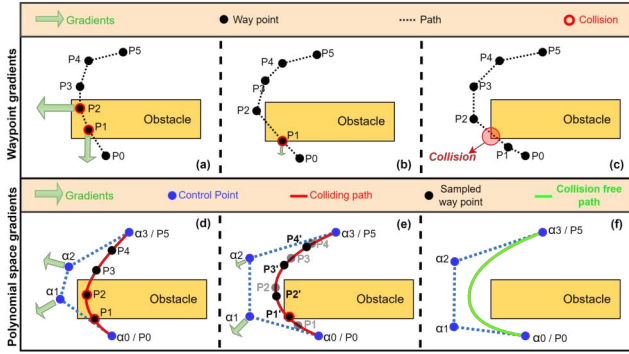 Gradients Way point Path Collision
Waypoint gradients
P5
P4
P3
P2
P1
P0
Obstacle
(a)
P5
P4
P3
P2
P1
P0
Obstacle
(b)
P5
P4
P3
P2
P1
P0
Obstacle
Collision
(c)
Gradients Control Point Colliding path Sampled way point Collision free path
Polynomial space gradients
(d)
α3 / P5
α2
P4
P3
α1
P2
P1
Obstacle
α0 / P0
(e)
α3 / P5
P4'
P4
α2
P3
P3'
P2
P2'
α1
P1'
P1
Obstacle
α0 / P0
(f)
α3 / P5
α2
α1
Obstacle
α0 / P0